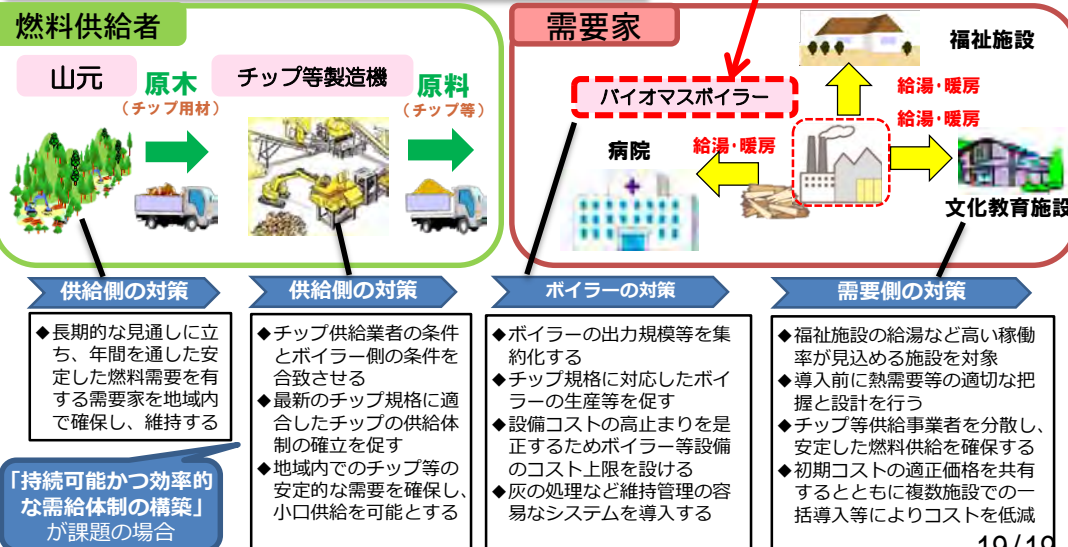 燃料供給者
山元
原木
（チップ用材）
チップ等製造機
原料
（チップ等）
需要家
福祉施設
バイオマスボイラー
給湯・暖房
給湯・暖房
病院
給湯・暖房
文化教育施設
供給側の対策
◆長期的な見通しに立
ち、年間を通した安
定した燃料需要を有
する需要家を地域内
で確保し、維持する
「持続可能かつ効率的
な需給体制の構築」
が課題の場合
供給側の対策
◆チップ供給業者の条件
とボイラー側の条件を
合致させる
◆最新のチップ規格に適
合したチップの供給体
制の確立を促す
◆地域内でのチップ等の
安定的な需要を確保し、
小口供給を可能とする
ボイラーの対策
◆ボイラーの出力規模等を集
約化する
◆チップ規格に対応したボイ
ラーの生産等を促す
◆設備コストの高止まりを是
正するためボイラー等設備
のコスト上限を設ける
◆灰の処理など維持管理の容
易なシステムを導入する
需要側の対策
◆福祉施設の給湯など高い稼働
率が見込める施設を対象
◆導入前に熱需要等の適切な把
握と設計を行う
◆チップ等供給事業者を分散し、
安定した燃料供給を確保する
◆初期コストの適正価格を共有
するとともに複数施設での一
括導入等によりコストを低減
19/19